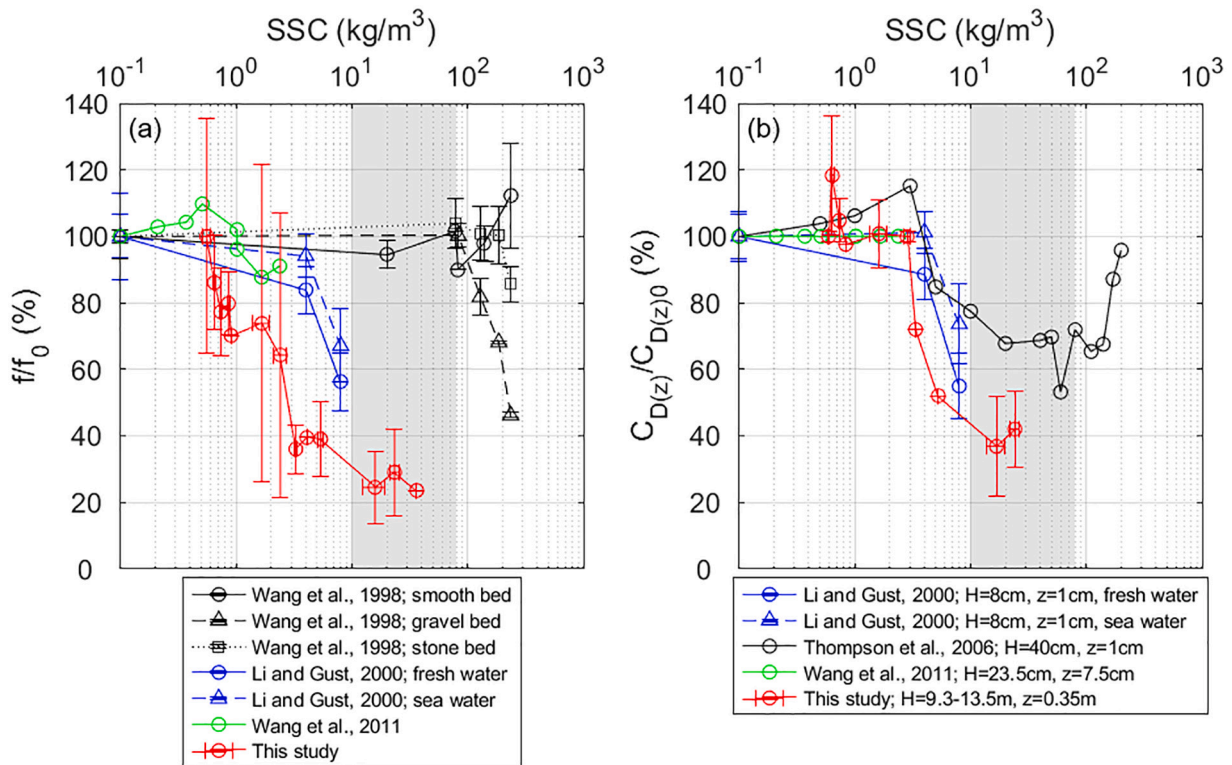 SSC (kg/m³)
10⁻¹ 10⁰ 10¹ 10² 10³
140
120
100
80
60
40
20
0
(a)
f/f₀ (%)
Wang et al., 1998; smooth bed
Wang et al., 1998; gravel bed
Wang et al., 1998; stone bed
Li and Gust, 2000; fresh water
Li and Gust, 2000; sea water
Wang et al., 2011
This study
SSC (kg/m³)
10⁻¹ 10⁰ 10¹ 10² 10³
140
120
100
80
60
40
20
0
(b)
C_D(z)/C_D(z)0 (%)
Li and Gust, 2000; H=8cm, z=1cm, fresh water
Li and Gust, 2000; H=8cm, z=1cm, sea water
Thompson et al., 2006; H=40cm, z=1cm
Wang et al., 2011; H=23.5cm, z=7.5cm
This study; H=9.3-13.5m, z=0.35m